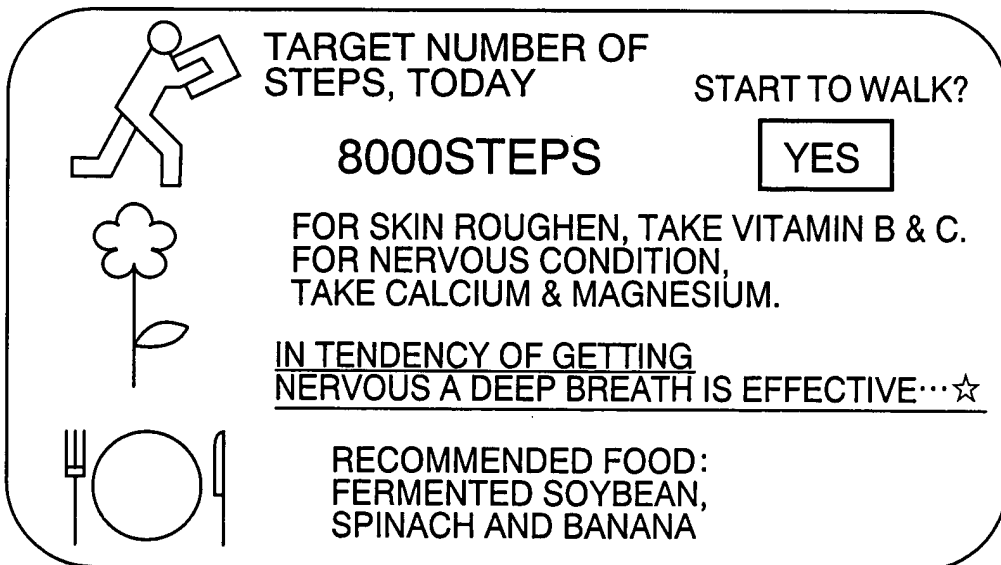 TARGET NUMBER OF
STEPS, TODAY
START TO WALK?
8000STEPS
YES
FOR SKIN ROUGHEN, TAKE VITAMIN B & C.
FOR NERVOUS CONDITION,
TAKE CALCIUM & MAGNESIUM.
IN TENDENCY OF GETTING
NERVOUS A DEEP BREATH IS EFFECTIVE…☆
RECOMMENDED FOOD:
FERMENTED SOYBEAN,
SPINACH AND BANANA